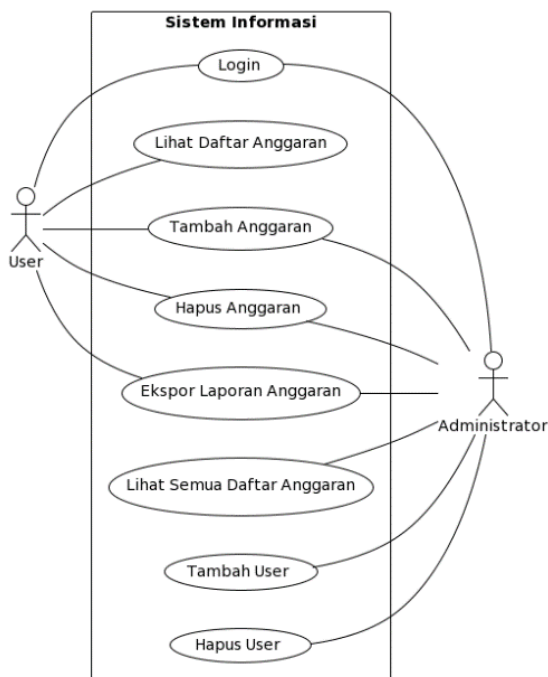 Sistem Informasi
Login
Lihat Daftar Anggaran
Tambah Anggaran
User
Hapus Anggaran
Ekspor Laporan Anggaran
Administrator
Lihat Semua Daftar Anggaran
Tambah User
Hapus User